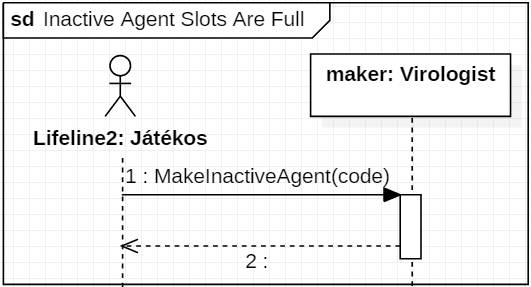 sd Inactive Agent Slots Are Full
maker: Virologist
Lifeline2: Játékos
1 : MakeInactiveAgent(code)
2 :